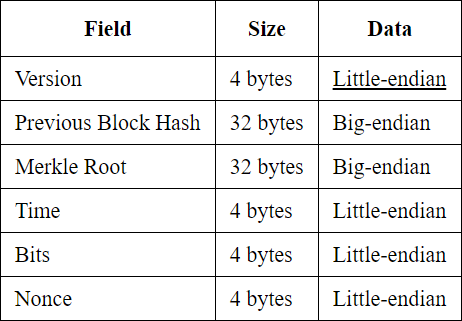 Field Size Data
Version 4 bytes Little-endian
Previous Block Hash 32 bytes Big-endian
Merkle Root 32 bytes Big-endian
Time 4 bytes Little-endian
Bits 4 bytes Little-endian
Nonce 4 bytes Little-endian